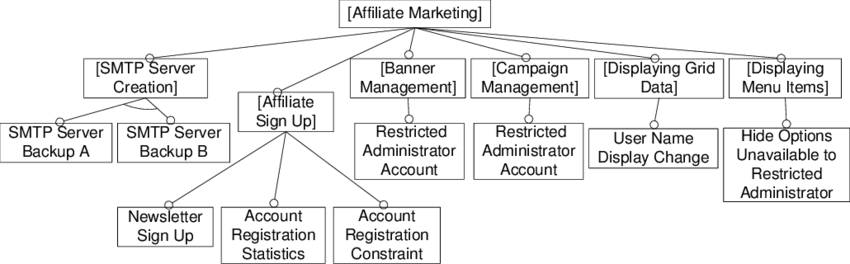 [Affiliate Marketing]
[SMTP Server
Creation]
[Affiliate
Sign Up]
[Banner
Management]
[Campaign
Management]
[Displaying Grid
Data]
[Displaying
Menu Items]
SMTP Server
Backup A
SMTP Server
Backup B
Restricted
Administrator
Account
Restricted
Administrator
Account
User Name
Display Change
Hide Options
Unavailable to
Restricted
Administrator
Newsletter
Sign Up
Account
Registration
Statistics
Account
Registration
Constraint